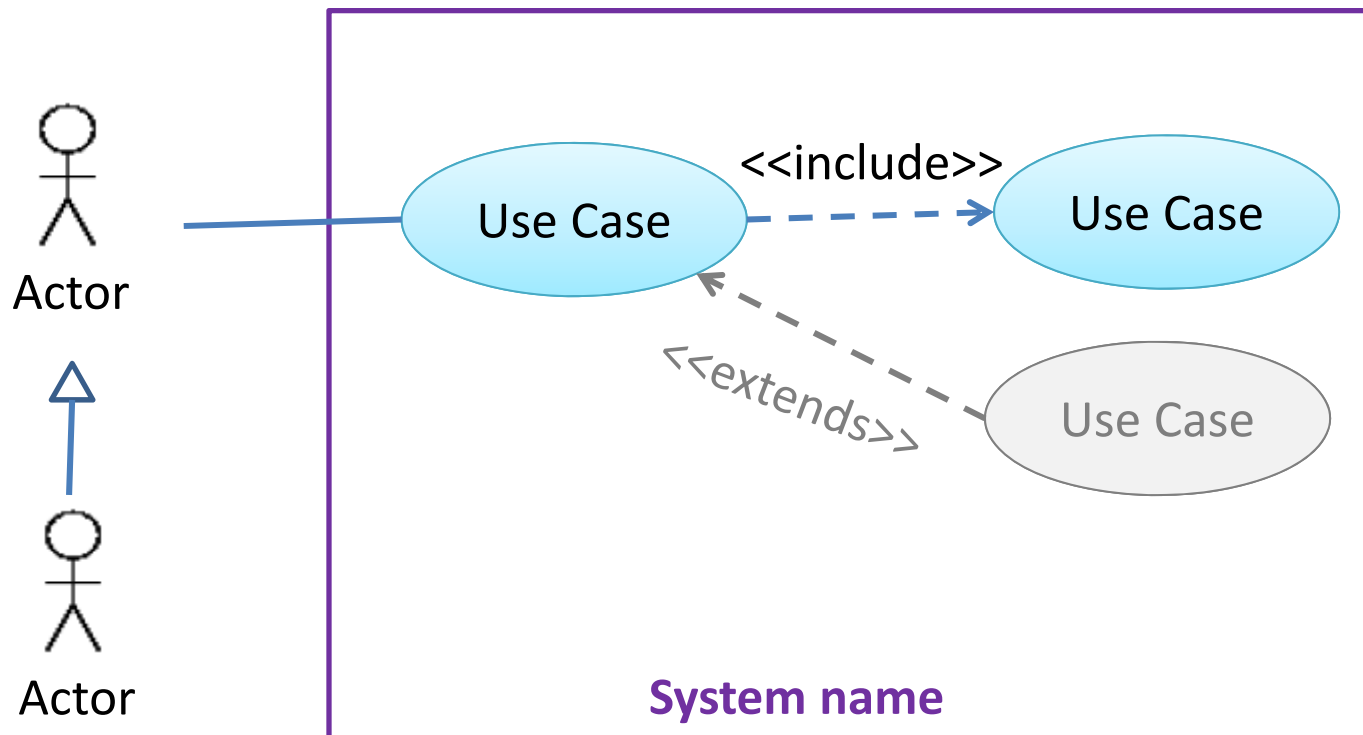 <<include>>
Use Case
Use Case
Actor
<<extends>>
Use Case
Actor
System name